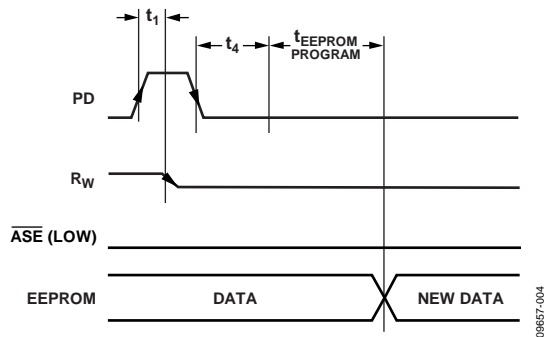 t1
t4
tEEPROM
PROGRAM
PD
RW
ASE (LOW)
EEPROM
DATA
NEW DATA
09657-004